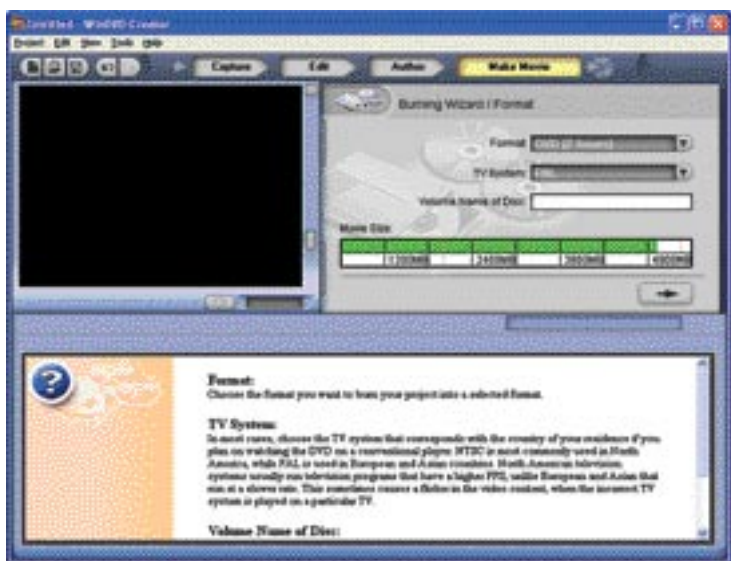 Untitled - WinDVD Creator
Project Edit View Tools Help
Capture Edit Author Make Movie
Burning Wizard / Format
Format:
TV System:
Volume Name of Disc:
Movie Size:
1200MB 2400MB 3600MB 4800MB
Format:
Choose the format you want to burn your project into a selected format.
TV System:
In most cases, choose the TV system that corresponds with the country of your residence if you
plan on watching the DVD on a conventional player. NTSC is most commonly used in North
America, while PAL is used in European and Asian countries. North American television
systems usually run television programs that have a higher FPS, unlike European and Asian that
run at a slower rate. This sometimes causes a flicker in the video content, when the incorrect TV
system is played on a particular TV.
Volume Name of Disc: